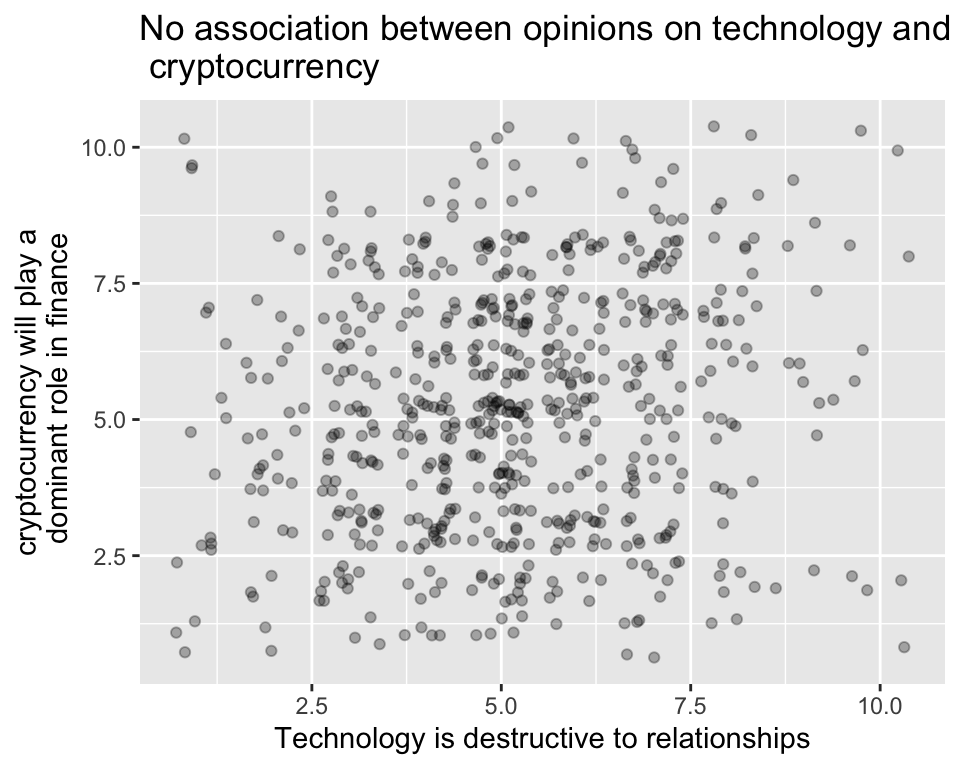 No association between opinions on technology and
cryptocurrency
cryptocurrency will play a
dominant role in finance
10.0
7.5
5.0
2.5
2.5
5.0
7.5
10.0
Technology is destructive to relationships